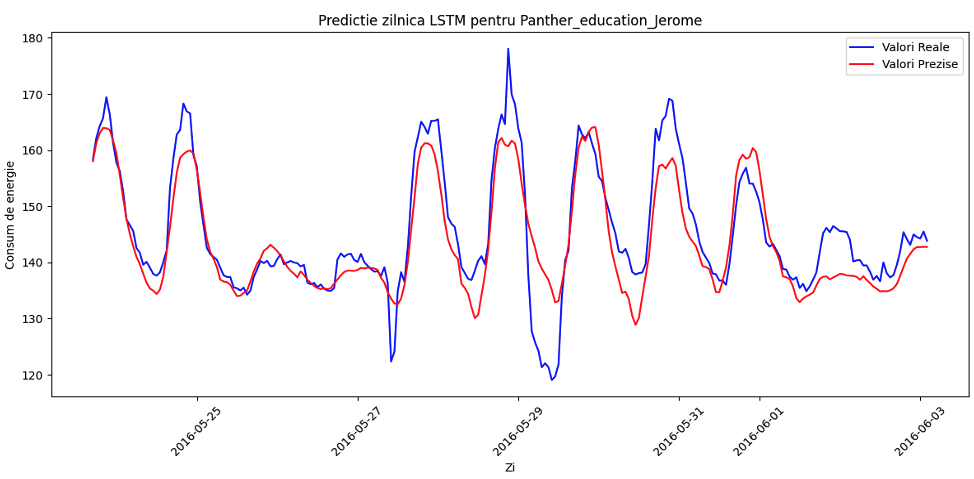 Predictie zilnica LSTM pentru Panther_education_Jerome
Valori Reale
Valori Prezise
Consum de energie
180
170
160
150
140
130
120
2016-05-25
2016-05-27
2016-05-29
2016-05-31
2016-06-01
2016-06-03
Zi